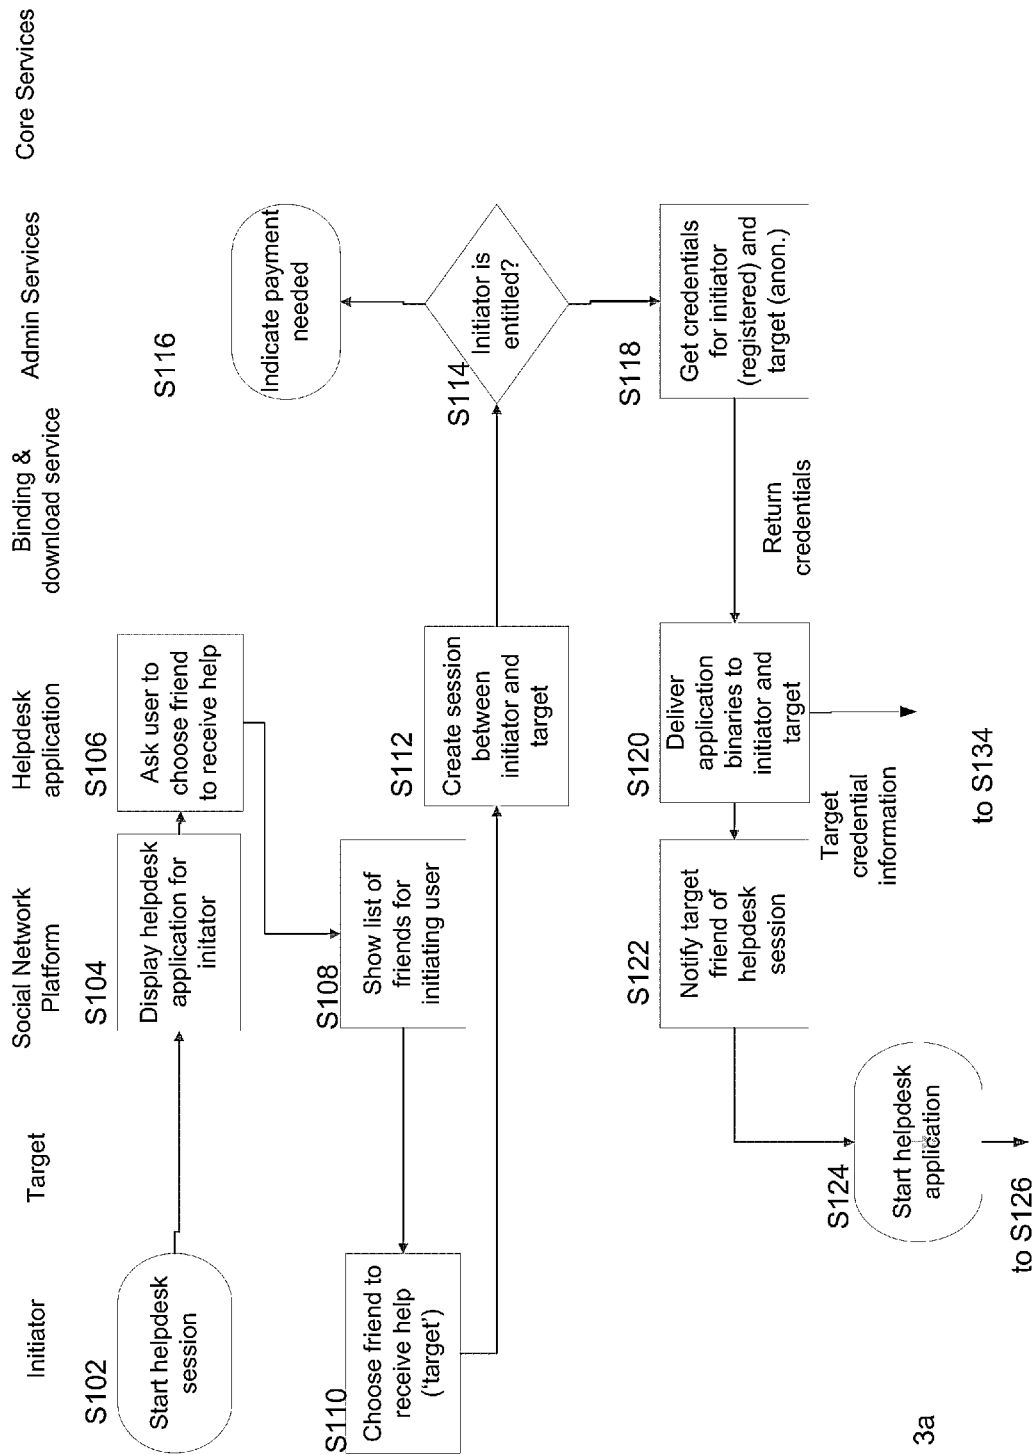 Initiator
Target
Social Network
Platform
Helpdesk
application
Binding &
download service
Admin Services
Core Services
S102
Start helpdesk
session
S104
Display helpdesk
application for
initator
S106
Ask user to
choose friend
to receive help
S116
Indicate payment
needed
S110
Choose friend to
receive help
('target')
S108
Show list of
friends for
initiating user
S112
Create session
between
initiator and
target
S114
Initiator is
entitled?
S122
Notify target
friend of
helpdesk
session
S120
Deliver
application
binaries to
initiator and
target
Return
credentials
S118
Get credentials
for initiator
(registered) and
target (anon.)
Target
credential
information
S124
Start helpdesk
application
to S134
to S126
3a